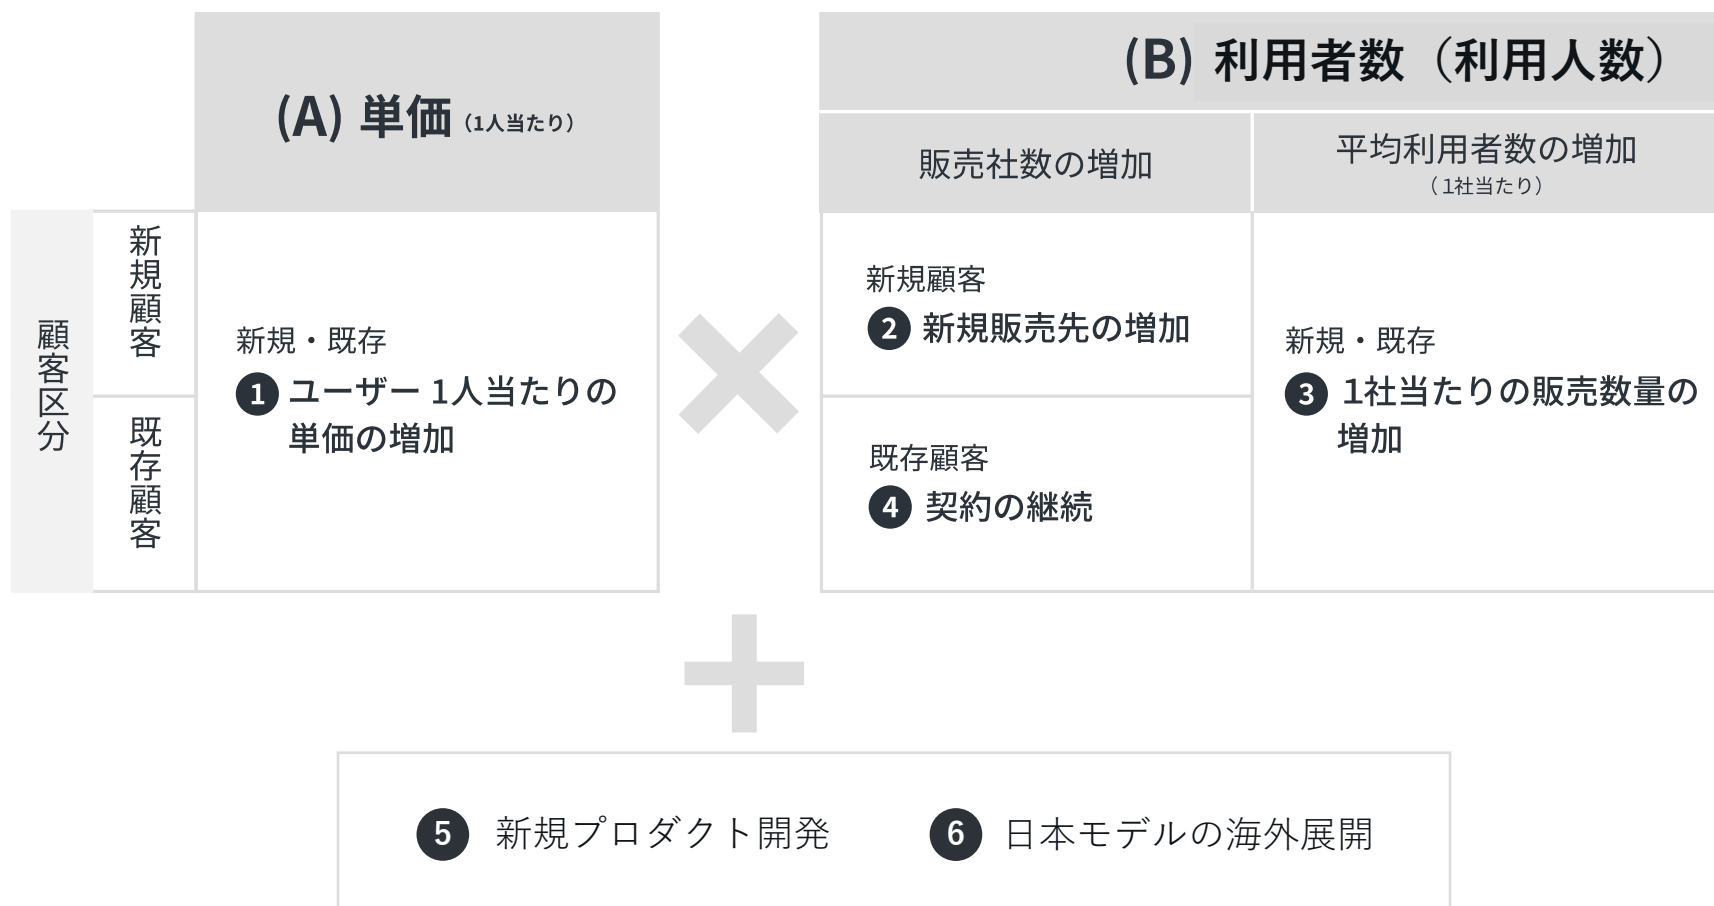 (A) 単価（1人当たり）
(B) 利用者数（利用人数）
販売社数の増加
平均利用者数の増加
（1社当たり）
顧客区分
新規顧客
既存顧客
新規・既存
1 ユーザー 1人当たりの
単価の増加
新規顧客
2 新規販売先の増加
既存顧客
4 契約の継続
新規・既存
3 1社当たりの販売数量の
増加
5 新規プロダクト開発
6 日本モデルの海外展開